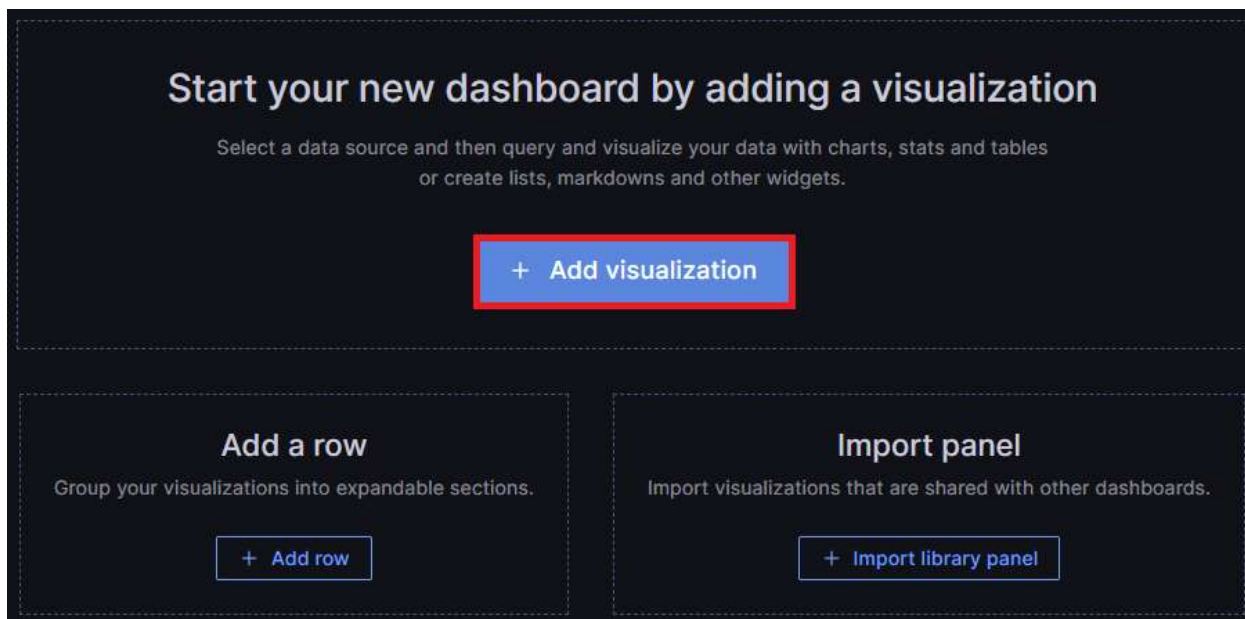 Start your new dashboard by adding a visualization
Select a data source and then query and visualize your data with charts, stats and tables
or create lists, markdowns and other widgets.
+ Add visualization
Add a row
Group your visualizations into expandable sections.
+ Add row
Import panel
Import visualizations that are shared with other dashboards.
+ Import library panel